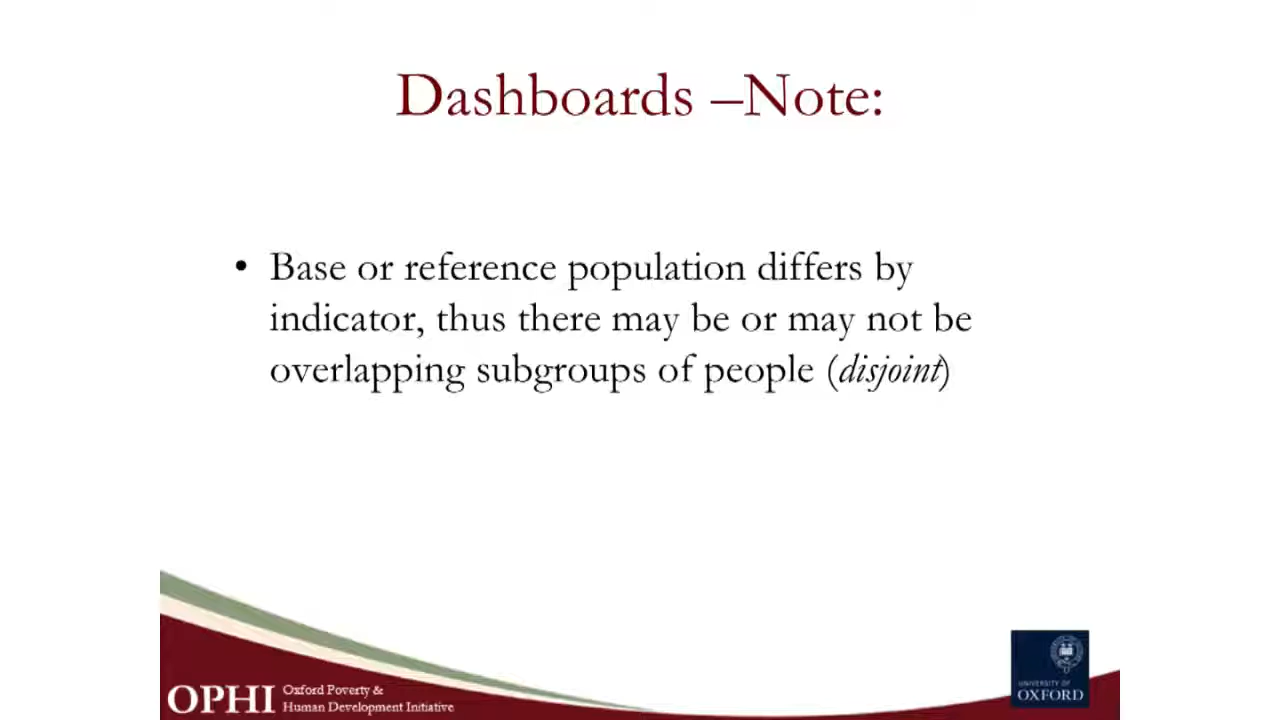 Dashboards –Note:
• Base or reference population differs by
indicator, thus there may be or may not be
overlapping subgroups of people (disjoint)
OPHI
Oxford Poverty &
Human Development Initiative
UNIVERSITY OF
OXFORD